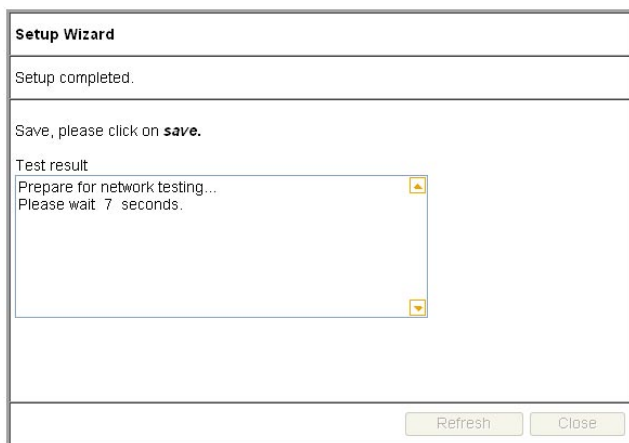 Setup Wizard
Setup completed.
Save, please click on save.
Test result
Prepare for network testing...
Please wait 7 seconds.
Refresh
Close